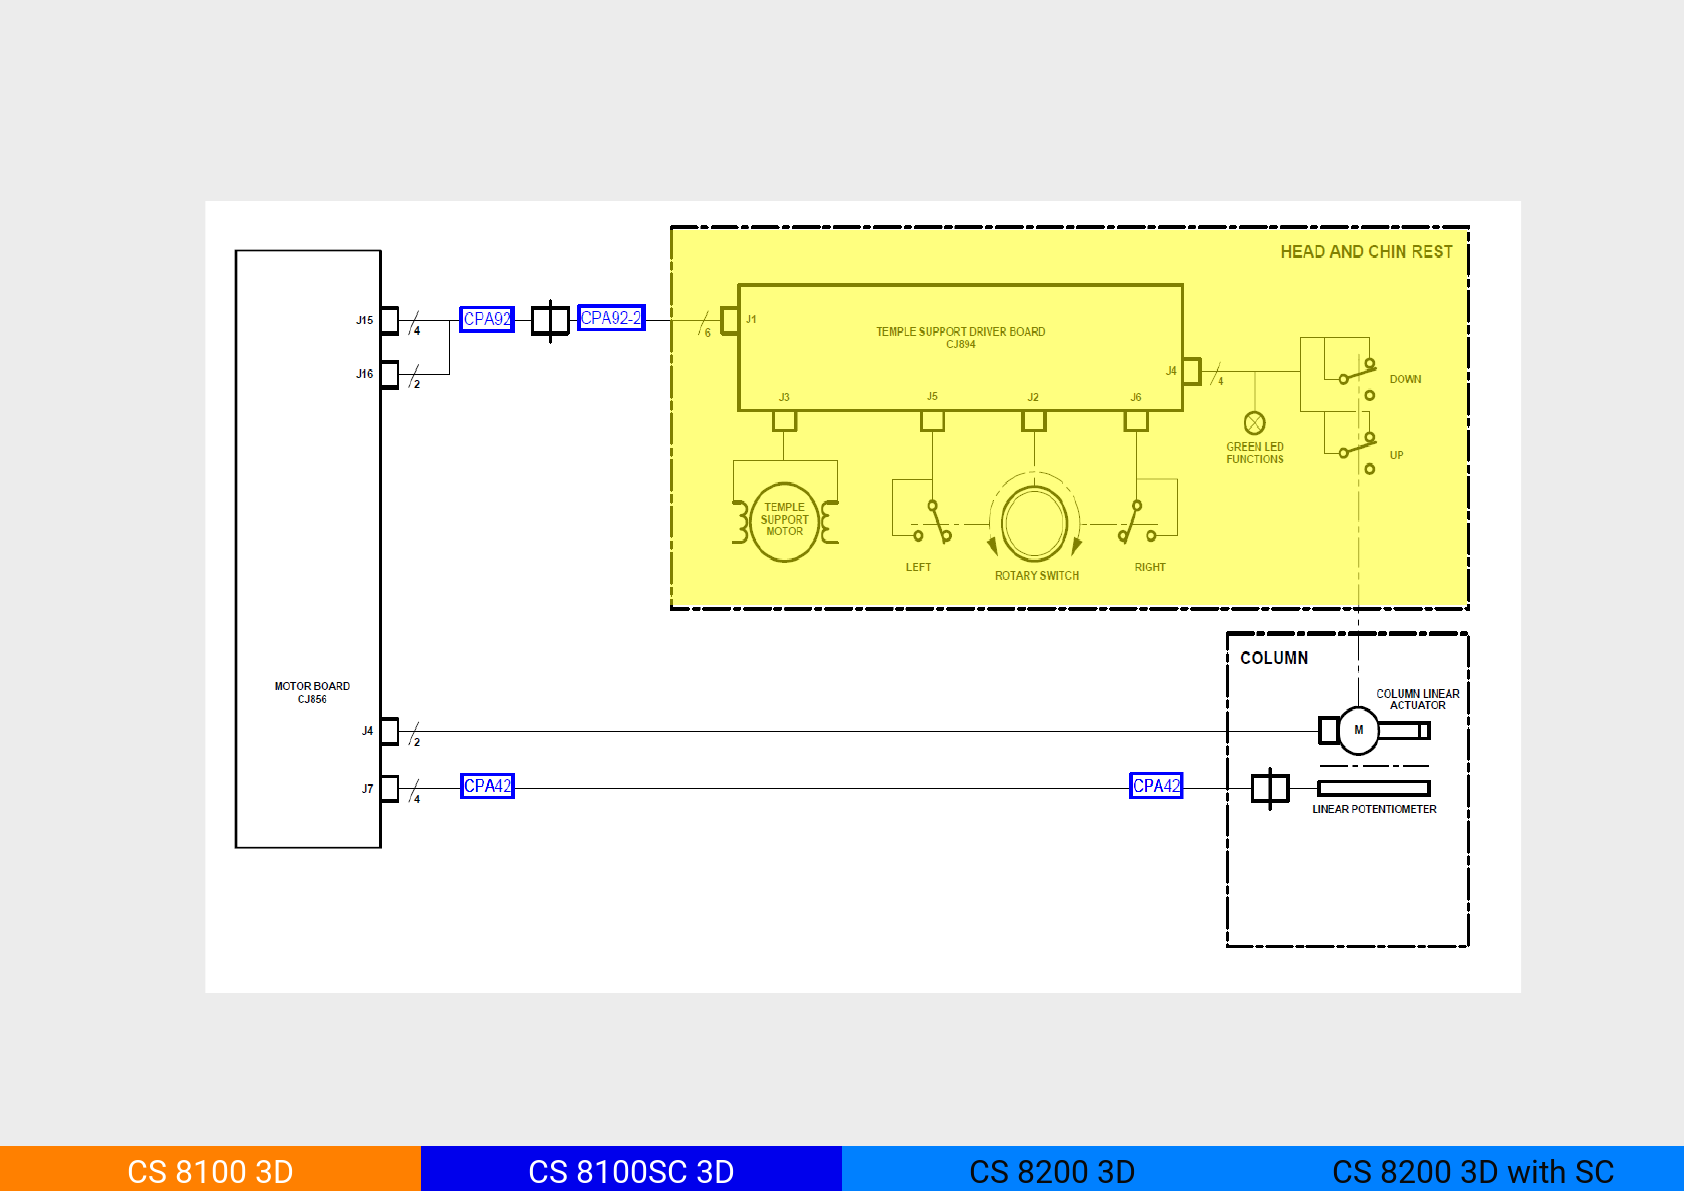 HEAD AND CHIN REST
J15
4
CPA92
CPA92-2
6
J1
TEMPLE SUPPORT DRIVER BOARD
CJ894
J16
2
J4
4
DOWN
J3
J5
J2
J6
GREEN LED
FUNCTIONS
UP
TEMPLE
SUPPORT
MOTOR
LEFT
ROTARY SWITCH
RIGHT
COLUMN
MOTOR BOARD
CJ856
COLUMN LINEAR
ACTUATOR
J4
2
M
J7
4
CPA42
CPA42
LINEAR POTENTIOMETER
CS 8100 3D
CS 8100SC 3D
CS 8200 3D
CS 8200 3D with SC